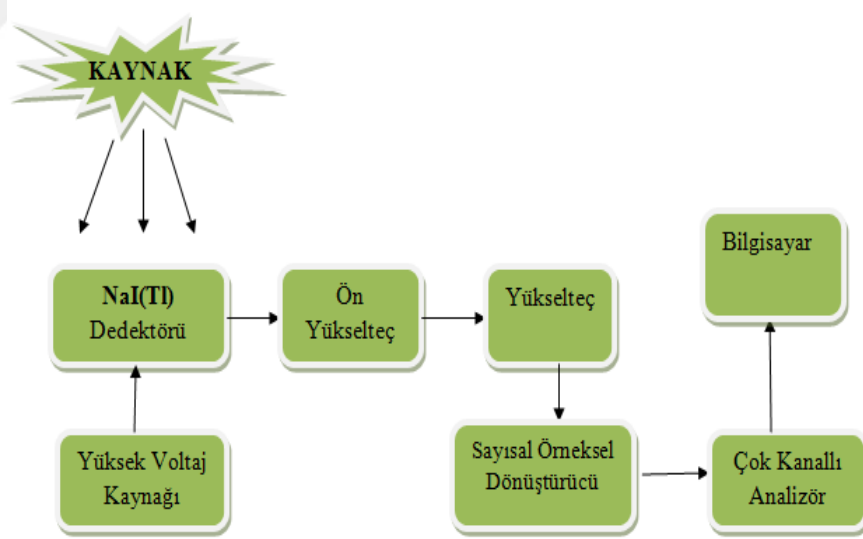 KAYNAK
NaI(Tl)
Dedektörü
Ön
Yükselteç
Yükselteç
Bilgisayar
Yüksek Voltaj
Kaynağı
Sayısal Örneksel
Dönüştürücü
Çok Kanallı
Analizör